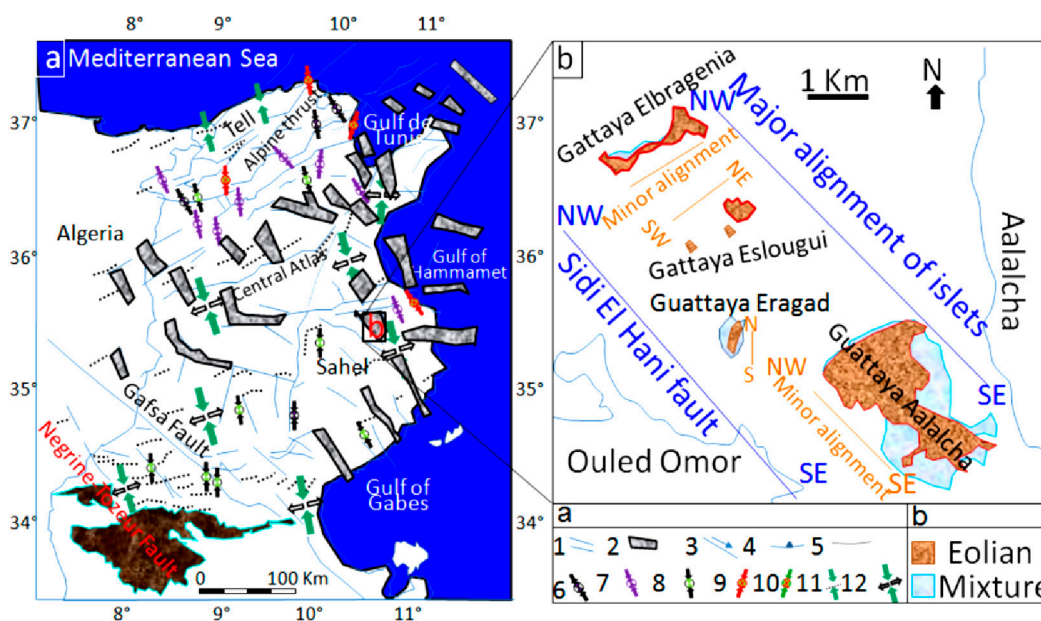 8° 9° 10° 11°
a Mediterranean Sea
37°
36°
35°
34°
Tell
Alpine thrust
Gulf de
Tunis
Algeria
Central Atlas
Gulf of
Hammamet
b
Sahel
Gafsa Fault
Negrine Tozeur Fault
Gulf of
Gabes
0 100 Km
8° 9° 10° 11°
b
1 Km
N
Gattaya Elbragenia
NW
Major alignment of islets
SE
Minor alignment
NE
SW
Gattaya Eslougui
NW
Sidi El Hani fault
SE
Guattaya Eragad
N
S
NW
Minor alignment
SE
Guattaya Aalalcha
Aalalcha
Ouled Omor
a
1 2 3 4 5
6 7 8 9 10 11 12
b
Eolian
Mixture